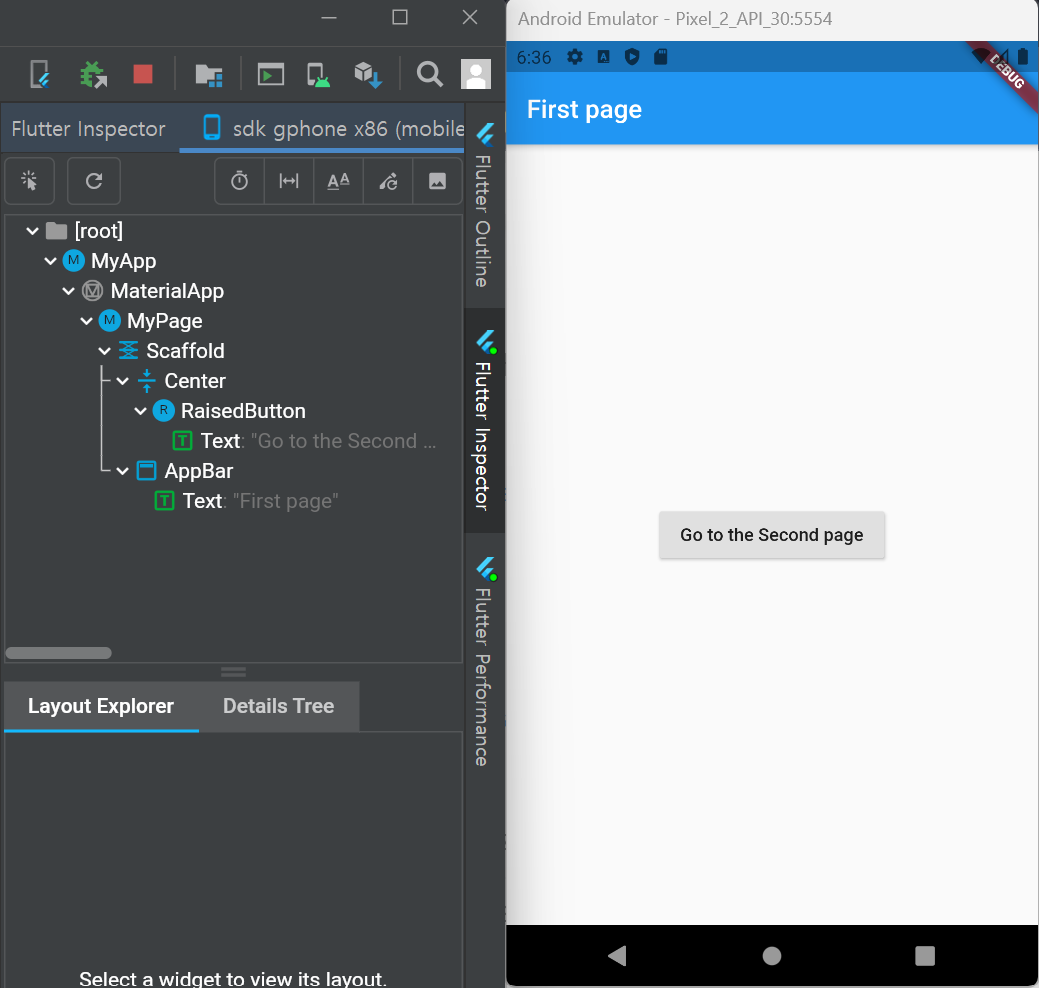 Flutter Inspector
sdk gphone x86 (mobile
AA
[root]
M MyApp
M MaterialApp
M MyPage
Scaffold
Center
R RaisedButton
T Text: "Go to the Second ...
AppBar
T Text: "First page"
Layout Explorer
Details Tree
Select a widget to view its layout.
Flutter Outline
Flutter Inspector
Flutter Performance
Android Emulator - Pixel_2_API_30:5554
6:36
A
DEBUG
First page
Go to the Second page